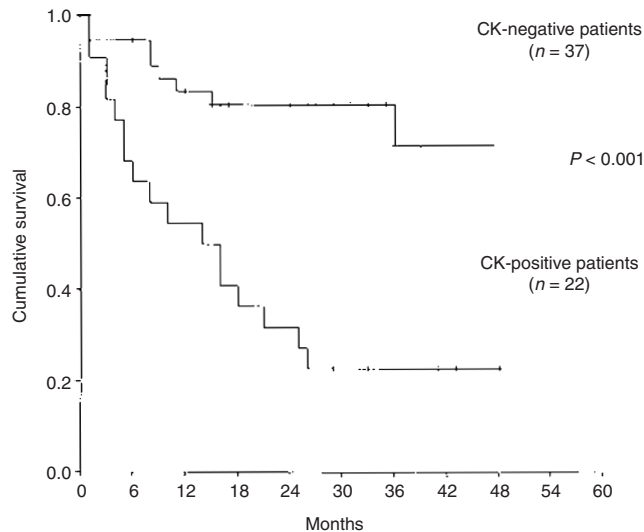 1.0
CK-negative patients
(n = 37)
0.8
P < 0.001
0.6
Cumulative survival
CK-positive patients
(n = 22)
0.4
0.2
0.0
0 6 12 18 24 30 36 42 48 54 60
Months